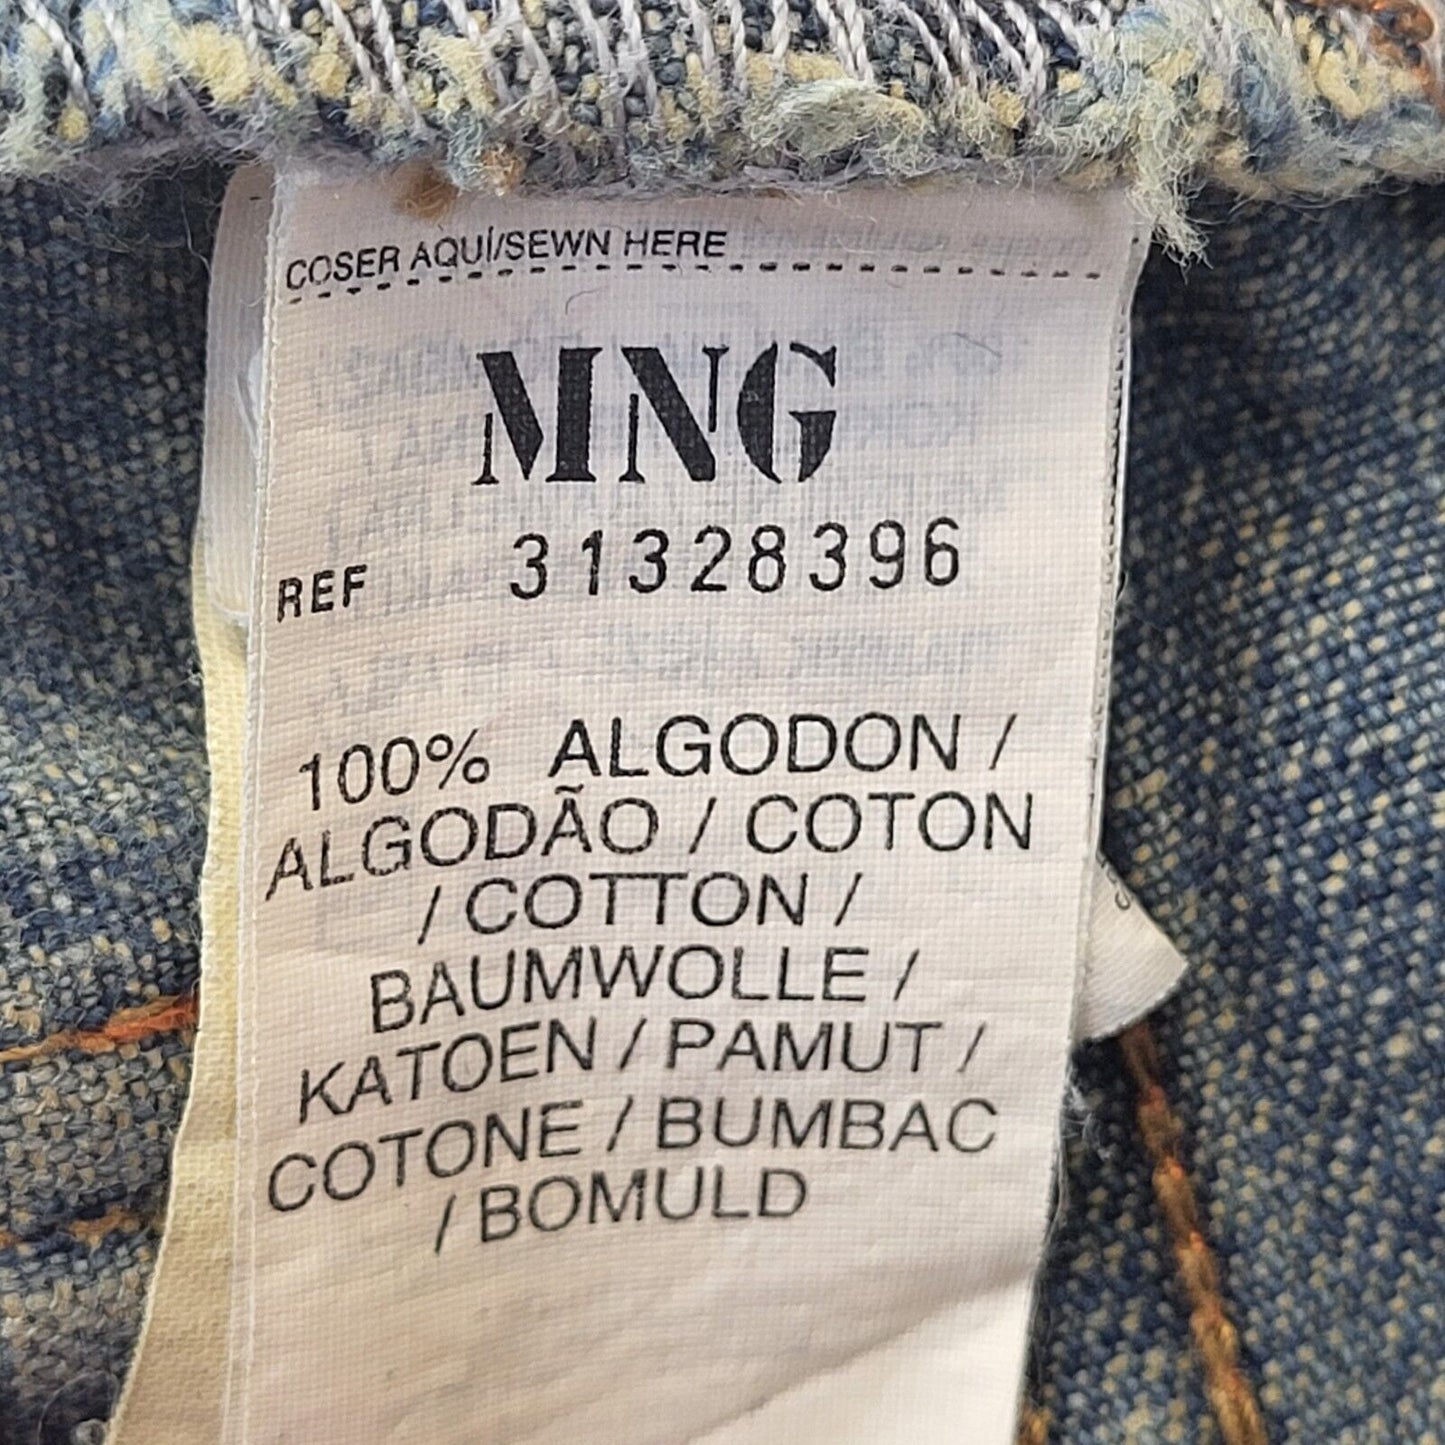 COSER AQUÍ/SEWN HERE
MNG
REF 31328396
100% ALGODON /
ALGODÃO / COTON
/ COTTON /
BAUMWOLLE /
KATOEN / PAMUT /
COTONE / BUMBAC
/ BOMULD